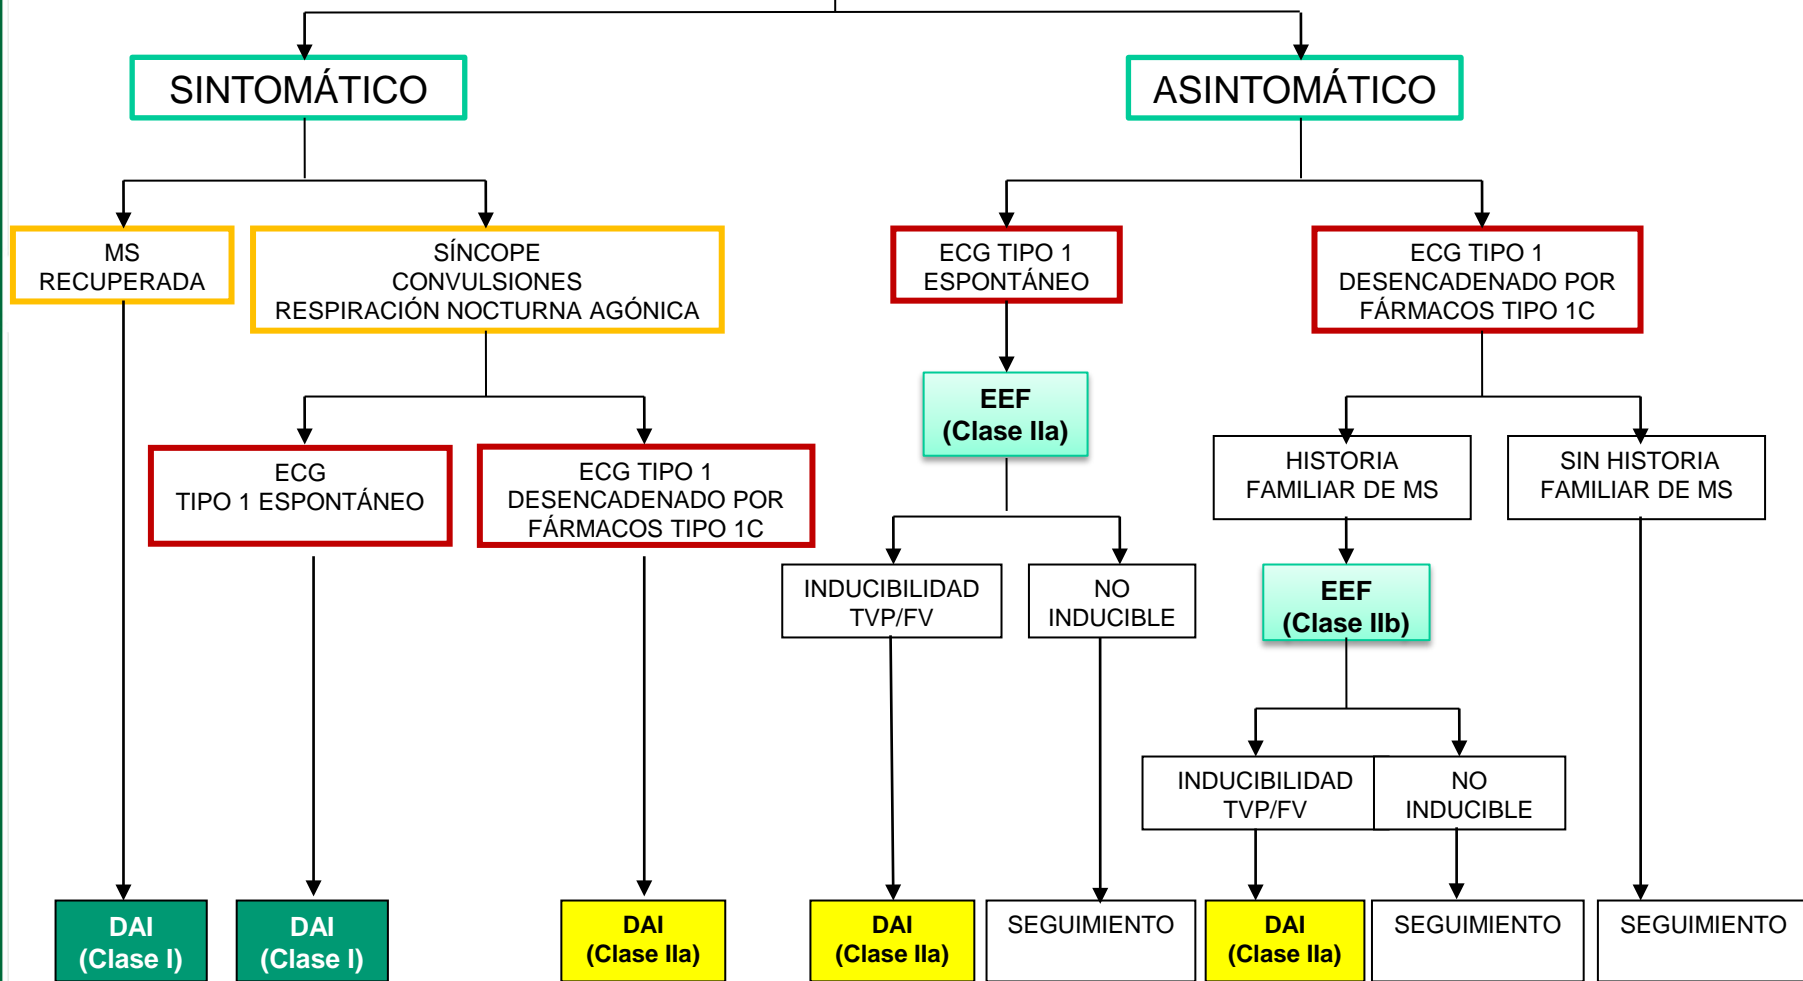 SINTOMÁTICO
ASINTOMÁTICO
MS
RECUPERADA
SÍNCOPE
CONVULSIONES
RESPIRACIÓN NOCTURNA AGÓNICA
ECG TIPO 1
ESPONTÁNEO
ECG TIPO 1
DESENCADENADO POR
FÁRMACOS TIPO 1C
EEF
(Clase IIa)
ECG
TIPO 1 ESPONTÁNEO
ECG TIPO 1
DESENCADENADO POR
FÁRMACOS TIPO 1C
HISTORIA
FAMILIAR DE MS
SIN HISTORIA
FAMILIAR DE MS
INDUCIBILIDAD
TVP/FV
NO
INDUCIBLE
EEF
(Clase IIb)
INDUCIBILIDAD
TVP/FV
NO
INDUCIBLE
DAI
(Clase I)
DAI
(Clase I)
DAI
(Clase IIa)
DAI
(Clase IIa)
SEGUIMIENTO
DAI
(Clase IIa)
SEGUIMIENTO
SEGUIMIENTO